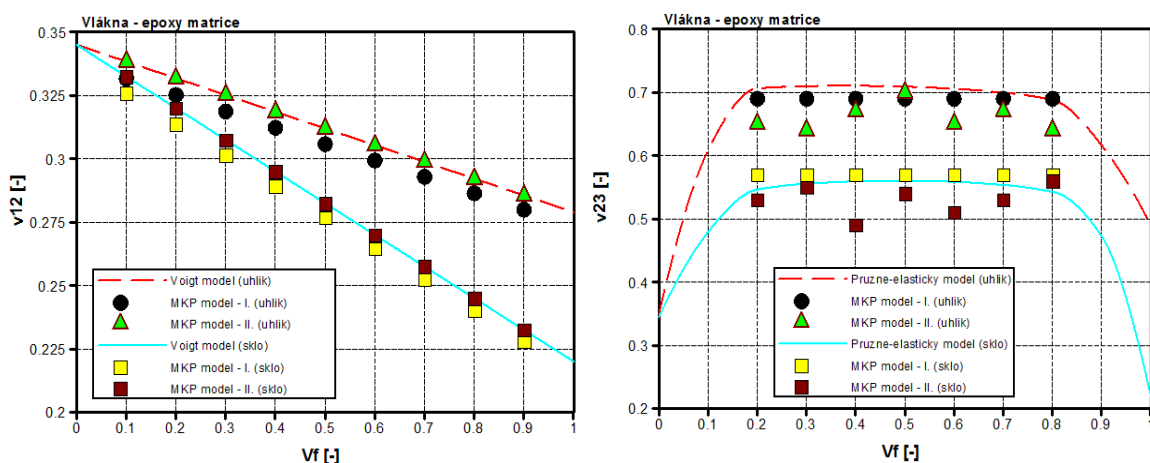 Vlákna - epoxy matrice
0.35
0.325
0.3
0.275
0.25
0.225
0.2
v12 [-]
Voigt model (uhlik)
MKP model - I. (uhlik)
MKP model - II. (uhlik)
Voigt model (sklo)
MKP model - I. (sklo)
MKP model - II. (sklo)
0 0.1 0.2 0.3 0.4 0.5 0.6 0.7 0.8 0.9 1
Vf [-]
Vlákna - epoxy matrice
0.8
0.7
0.6
0.5
0.4
0.3
0.2
v23 [-]
Pruzne-elasticky model (uhlik)
MKP model - I. (uhlik)
MKP model - II. (uhlik)
Pruzne-elasticky model (sklo)
MKP model - I. (sklo)
MKP model - II. (sklo)
0 0.1 0.2 0.3 0.4 0.5 0.6 0.7 0.8 0.9 1
Vf [-]